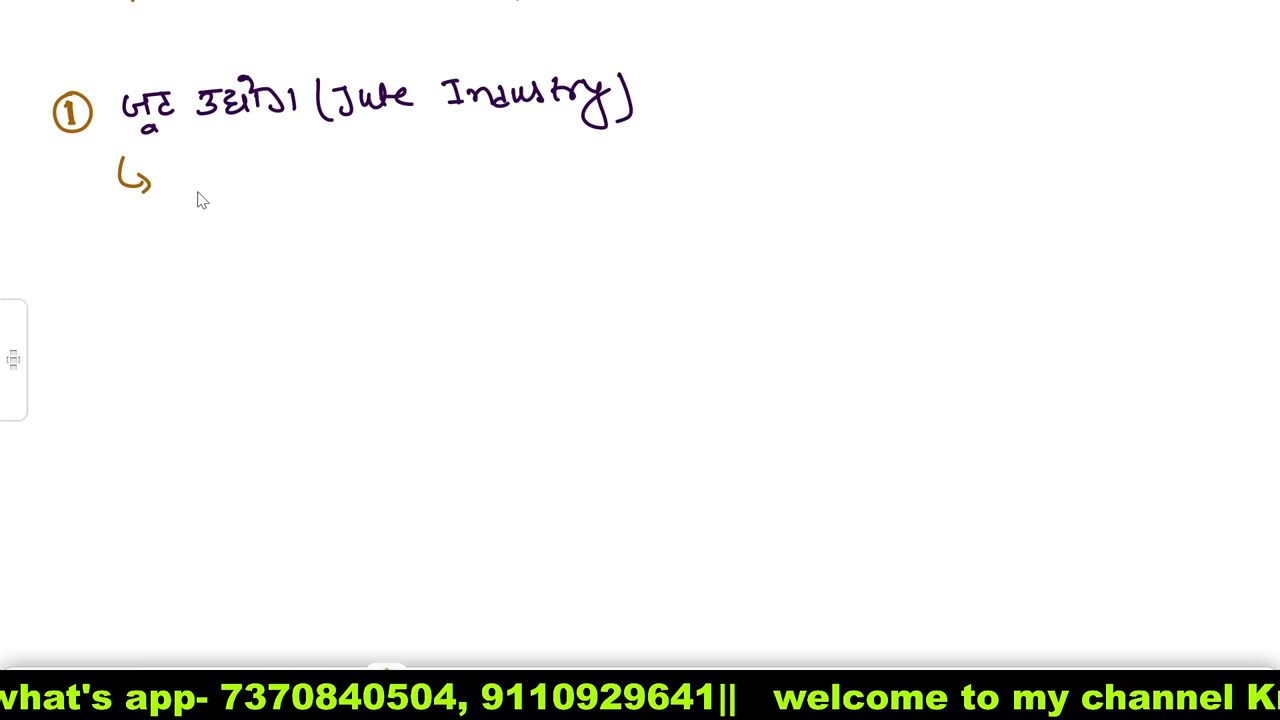 ① जूट उद्योग (Jute Industry)
↳
what's app- 7370840504, 9110929641|| welcome to my channel K